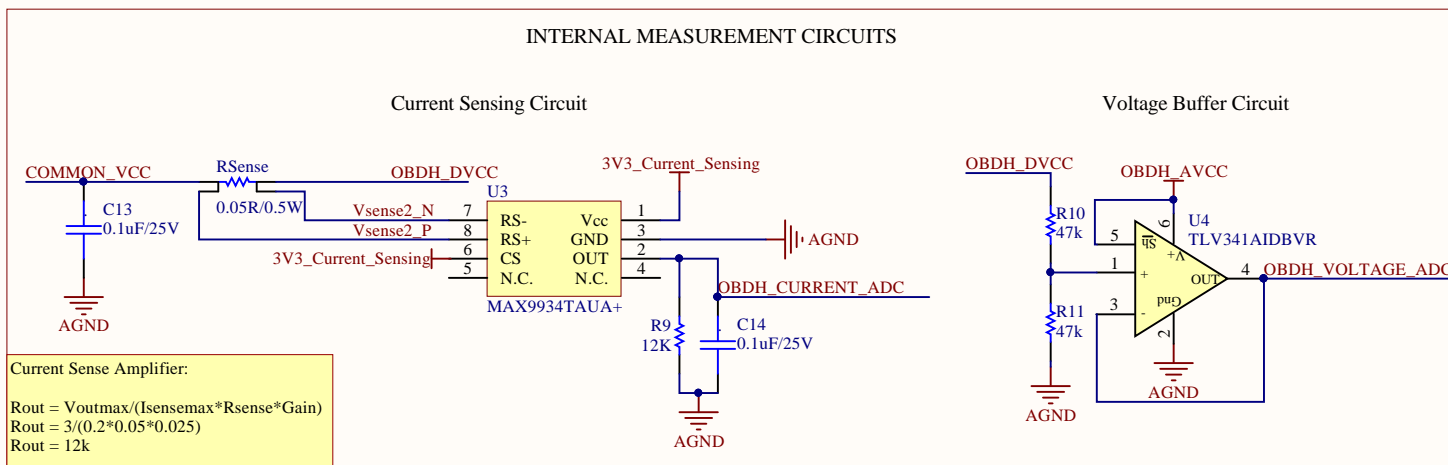 INTERNAL MEASUREMENT CIRCUITS
Current Sensing Circuit
COMMON_VCC
RSense
0.05R/0.5W
OBDH_DVCC
C13
0.1uF/25V
AGND
Vsense2_N
Vsense2_P
3V3_Current_Sensing
U3
7
8
6
5
RS-
RS+
CS
N.C.
Vcc
GND
OUT
N.C.
1
3
2
4
MAX9934TAUA+
3V3_Current_Sensing
AGND
OBDH_CURRENT_ADC
R9
12K
C14
0.1uF/25V
AGND
Current Sense Amplifier:
Rout = Voutmax/(Isensemax*Rsense*Gain)
Rout = 3/(0.2*0.05*0.025)
Rout = 12k
Voltage Buffer Circuit
OBDH_DVCC
R10
47k
R11
47k
AGND
OBDH_AVCC
U4
TLV341AIDBVR
5
1
3
6
2
4
Sh
V+
+
-
Gnd
OUT
AGND
OBDH_VOLTAGE_ADC